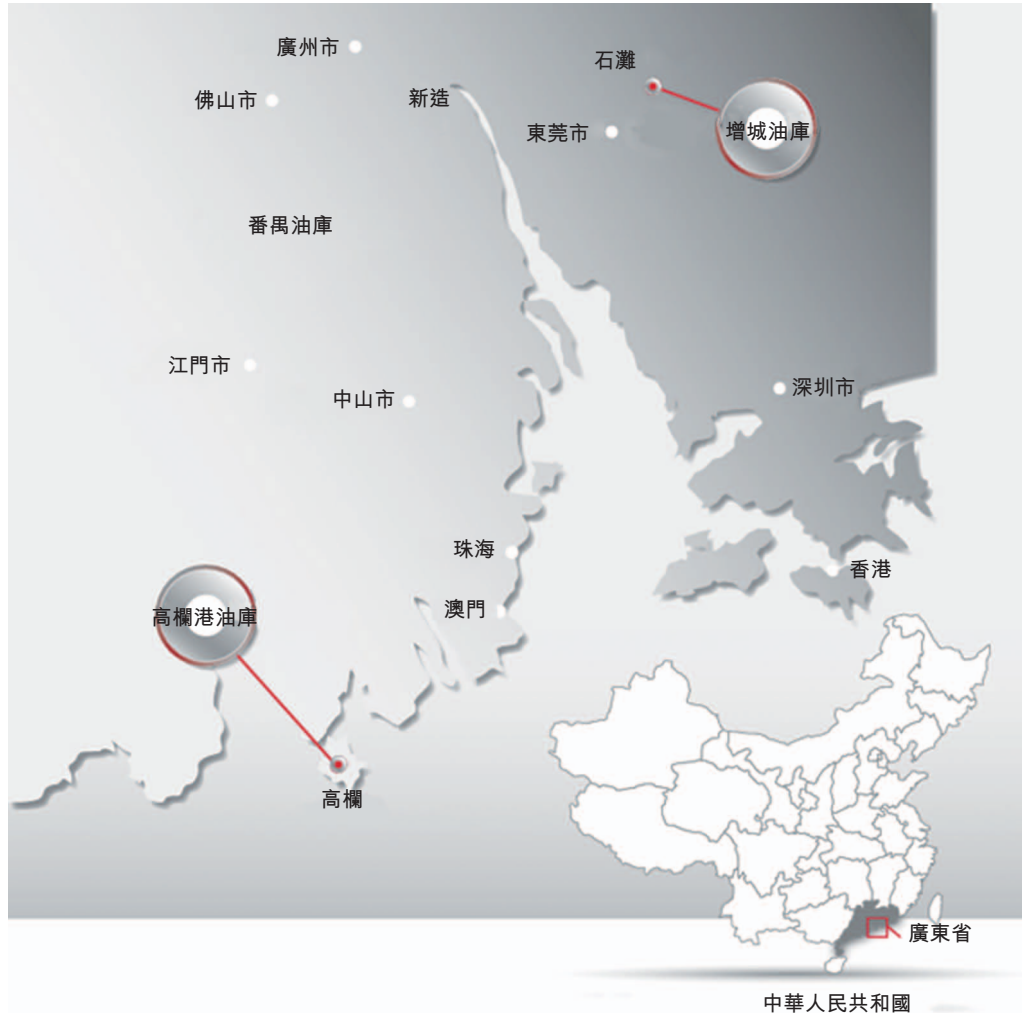 廣州市
石灘
佛山市
新造
東莞市
增城油庫
番禺油庫
江門市
中山市
深圳市
珠海
香港
澳門
高欄港油庫
高欄
廣東省
中華人民共和國